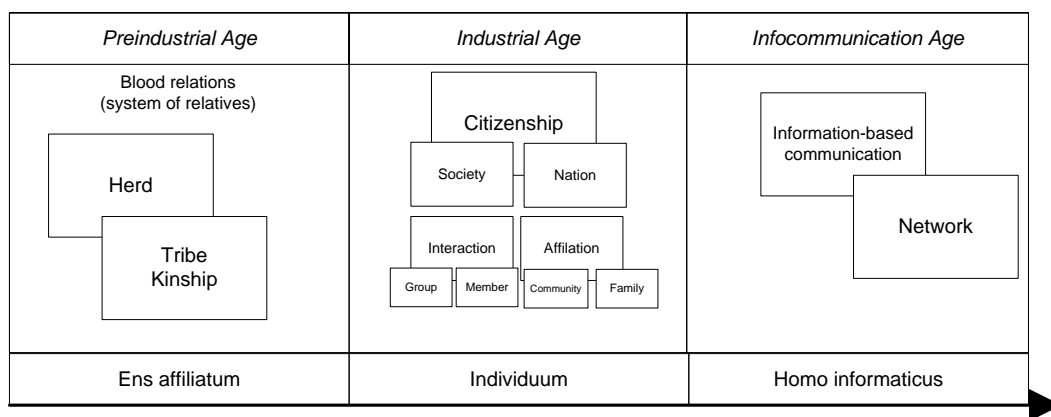 Preindustrial Age
Industrial Age
Infocommunication Age
Blood relations
(system of relatives)
Herd
Tribe
Kinship
Citizenship
Society
Nation
Interaction
Affilation
Group
Member
Community
Family
Information-based
communication
Network
Ens affiliatum
Individuum
Homo informaticus